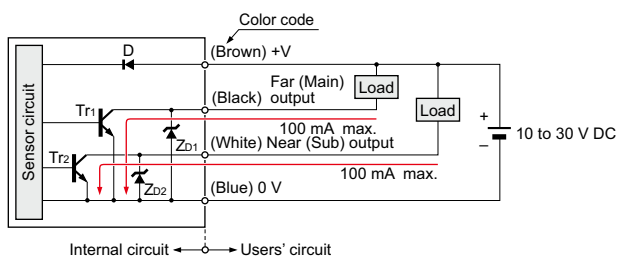 Color code
D
(Brown) +V
Sensor circuit
Far (Main)
(Black) output
Load
Load
Tr1
100 mA max.
ZD1
(White) Near (Sub) output
+
−
10 to 30 V DC
Tr2
100 mA max.
ZD2
(Blue) 0 V
Internal circuit
Users' circuit